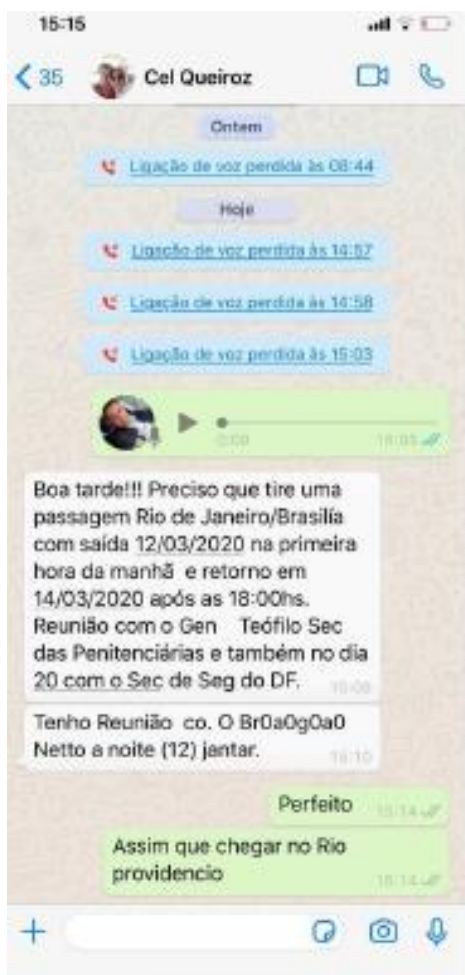 15:15
35 Cel Queiroz
Ontem
Ligação de voz perdida às 08:44
Hoje
Ligação de voz perdida às 14:57
Ligação de voz perdida às 14:58
Ligação de voz perdida às 15:03
0:00
Boa tarde!!! Preciso que tire uma
passagem Rio de Janeiro/Brasilía
com saída 12/03/2020 na primeira
hora da manhã e retorno em
14/03/2020 após as 18:00hs.
Reunião com o Gen Teófilo Sec
das Penitenciárias e também no dia
20 com o Sec de Seg do DF.
Tenho Reunião co. O Br0a0g0a0
Netto a noite (12) jantar.
Perfeito
Assim que chegar no Rio
providencio